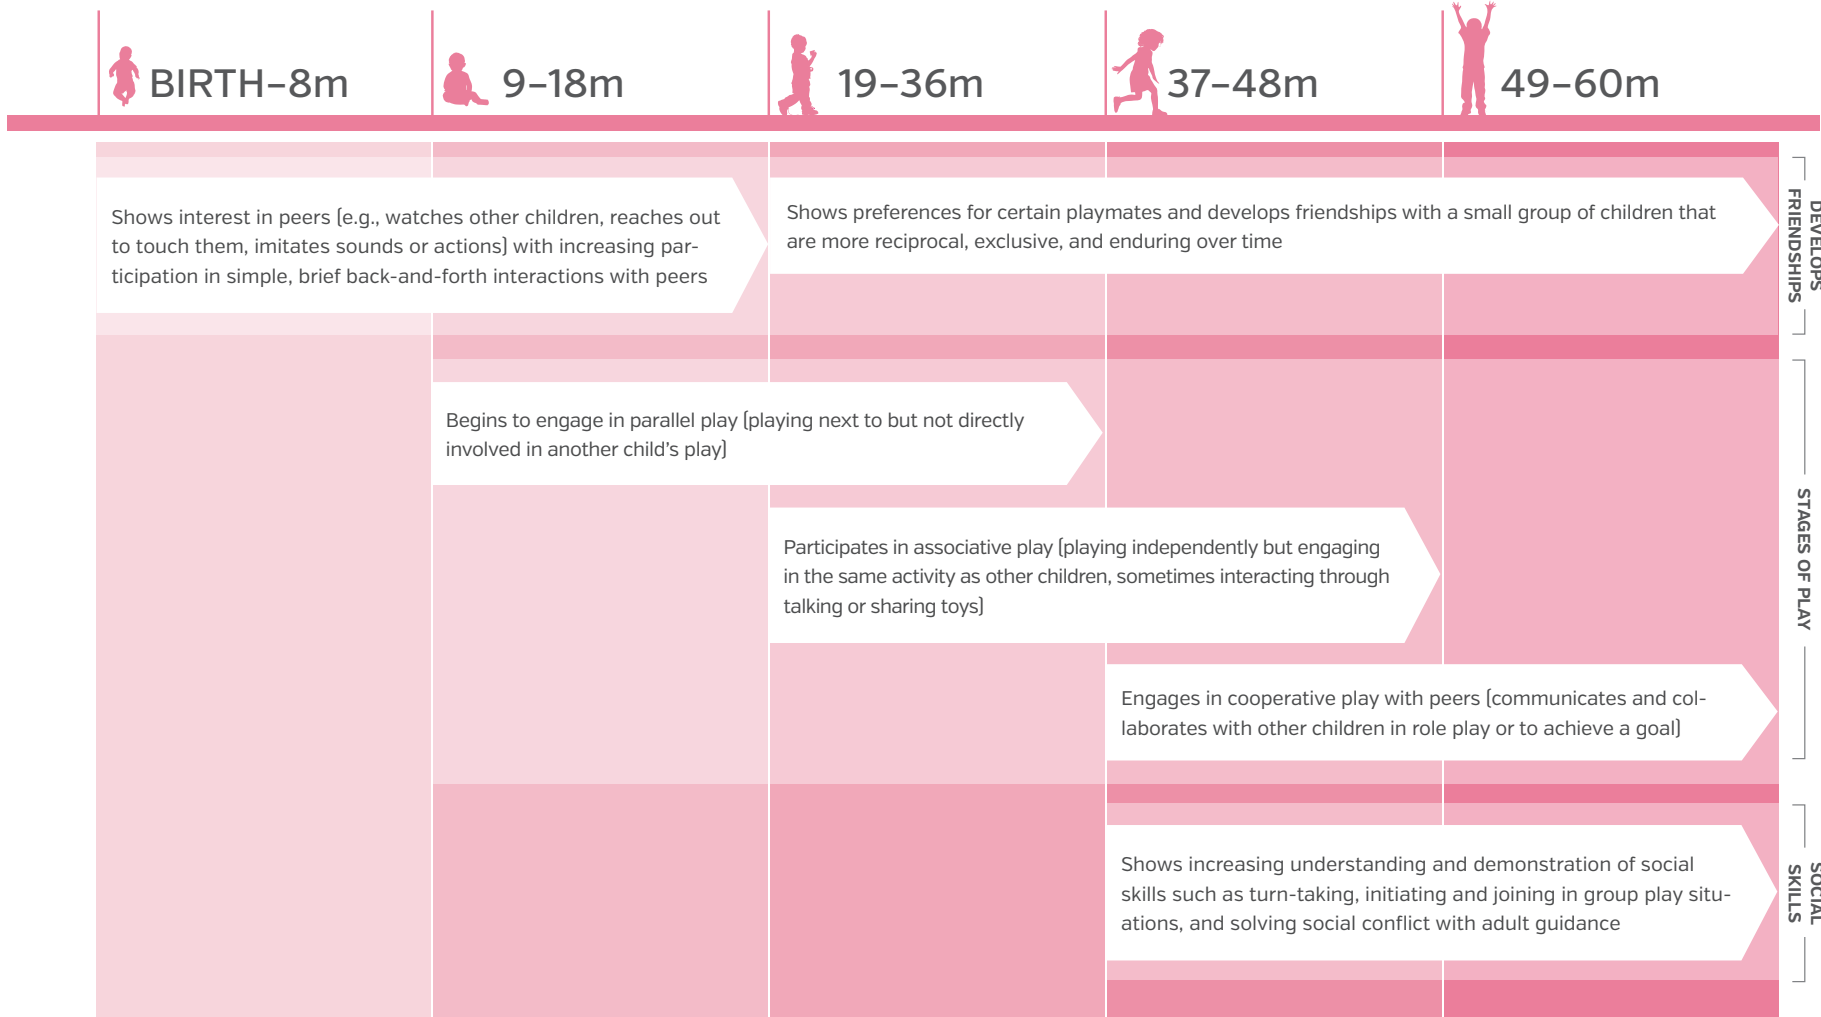 BIRTH–8m
9–18m
19–36m
37–48m
49–60m
Shows interest in peers (e.g., watches other children, reaches out
to touch them, imitates sounds or actions) with increasing par-
ticipation in simple, brief back-and-forth interactions with peers
Shows preferences for certain playmates and develops friendships with a small group of children that
are more reciprocal, exclusive, and enduring over time
DEVELOPS
FRIENDSHIPS
Begins to engage in parallel play (playing next to but not directly
involved in another child’s play)
Participates in associative play (playing independently but engaging
in the same activity as other children, sometimes interacting through
talking or sharing toys)
Engages in cooperative play with peers (communicates and col-
laborates with other children in role play or to achieve a goal)
STAGES OF PLAY
Shows increasing understanding and demonstration of social
skills such as turn-taking, initiating and joining in group play situ-
ations, and solving social conflict with adult guidance
SOCIAL
SKILLS